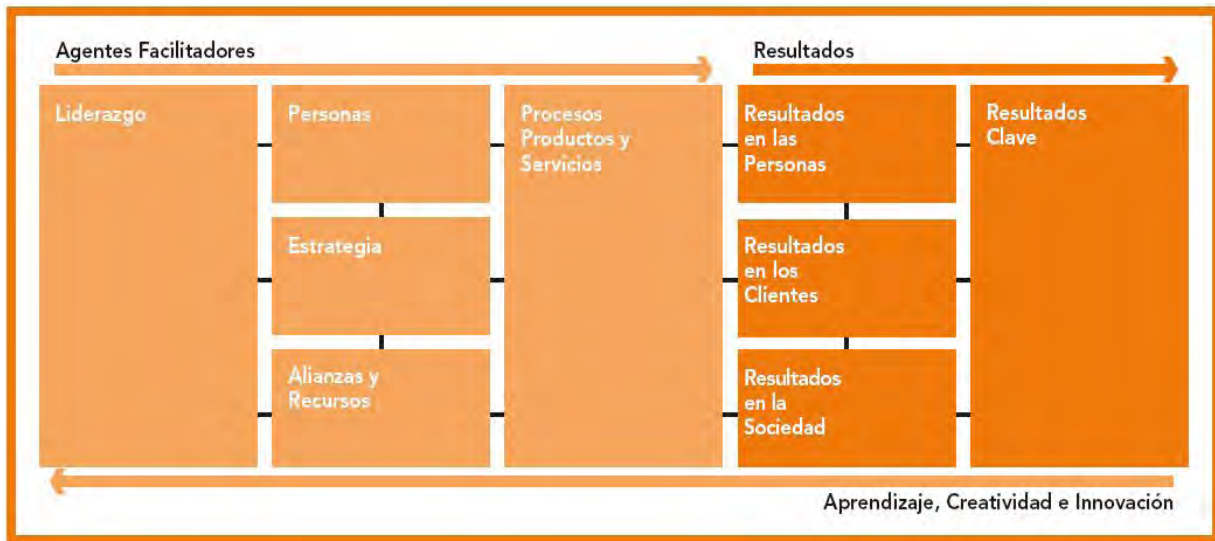 Agentes Facilitadores
Resultados
Liderazgo
Personas
Procesos
Productos y
Servicios
Resultados
en las
Personas
Resultados
Clave
Estrategia
Resultados
en los
Clientes
Alianzas y
Recursos
Resultados
en la
Sociedad
Aprendizaje, Creatividad e Innovación